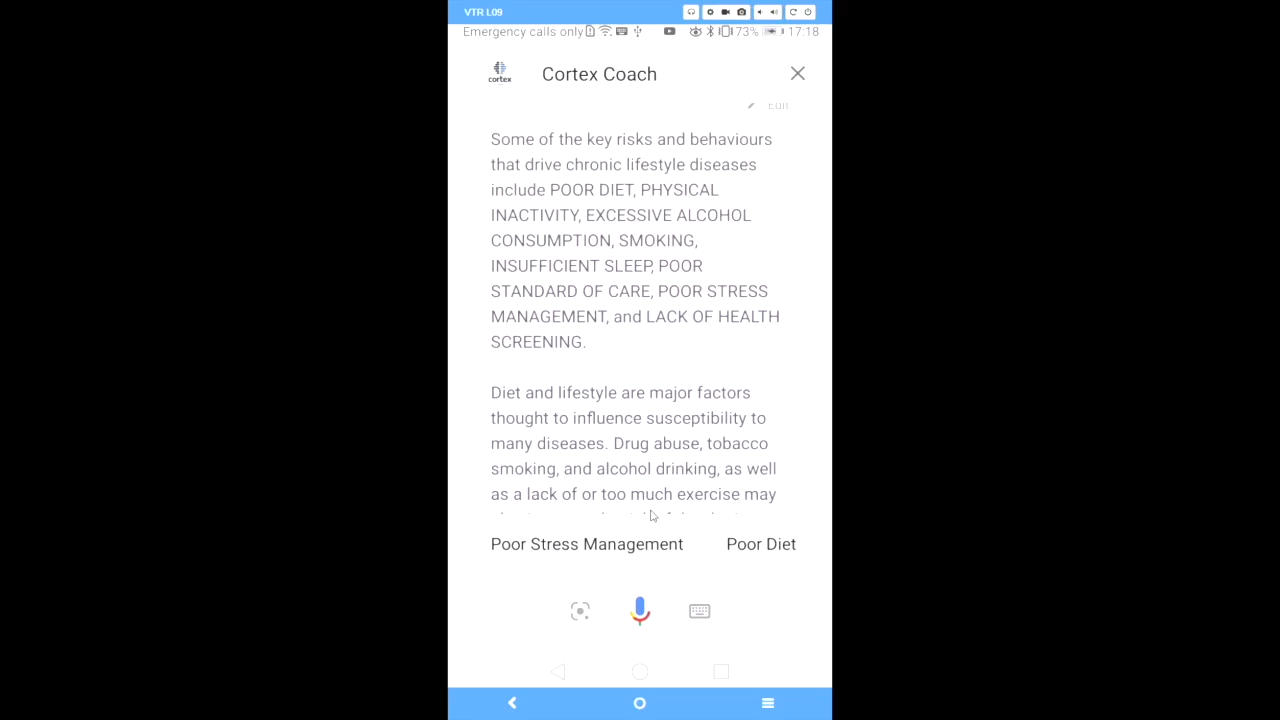 VTR L09
Emergency calls only 73% 17:18
cortex
Cortex Coach
Edit
Some of the key risks and behaviours
that drive chronic lifestyle diseases
include POOR DIET, PHYSICAL
INACTIVITY, EXCESSIVE ALCOHOL
CONSUMPTION, SMOKING,
INSUFFICIENT SLEEP, POOR
STANDARD OF CARE, POOR STRESS
MANAGEMENT, and LACK OF HEALTH
SCREENING.
Diet and lifestyle are major factors
thought to influence susceptibility to
many diseases. Drug abuse, tobacco
smoking, and alcohol drinking, as well
as a lack of or too much exercise may
Poor Stress Management Poor Diet